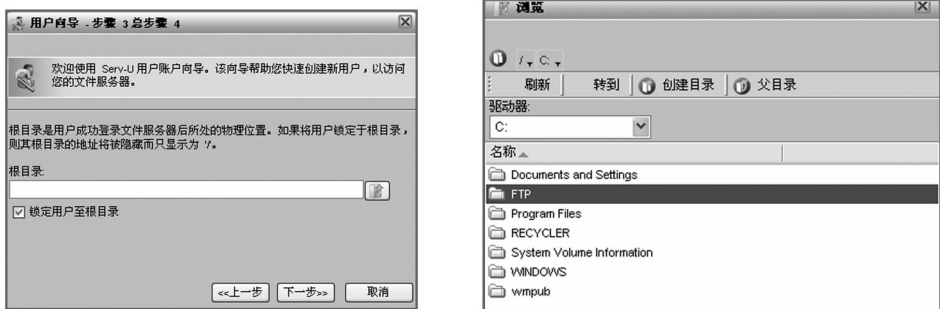 用户向导 - 步骤 3 总步骤 4
欢迎使用 Serv-U 用户账户向导。该向导帮助您快速创建新用户，以访问
您的文件服务器。
根目录是用户成功登录文件服务器后所处的物理位置。如果将用户锁定于根目录，
则其根目录的地址将被隐藏而只显示为 '/'。
根目录:
锁定用户至根目录
<<上一步 下一步>> 取消
浏览
/ C:
刷新 转到 创建目录 父目录
驱动器:
C:
名称
Documents and Settings
FTP
Program Files
RECYCLER
System Volume Information
WINDOWS
wmpub